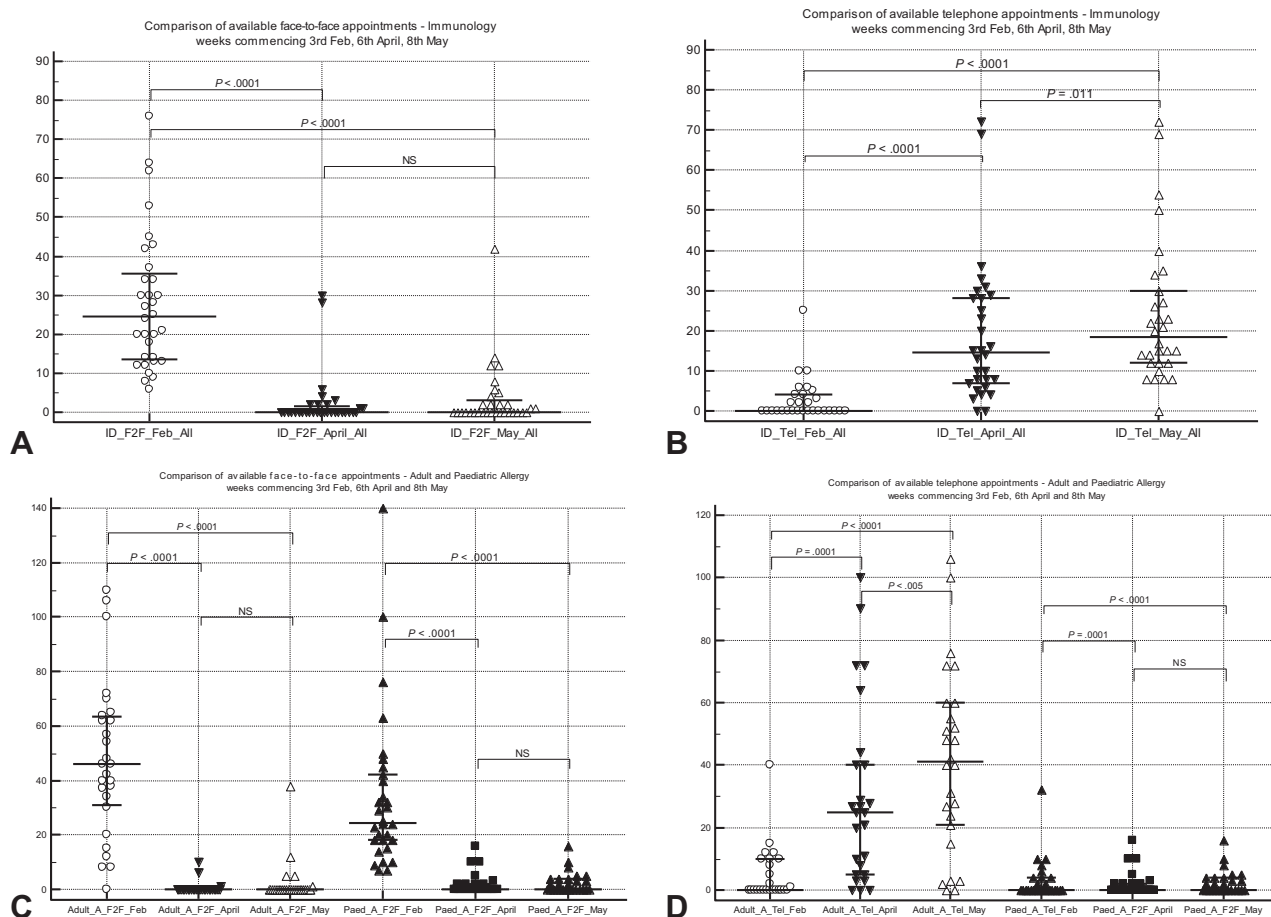 Comparison of available face-to-face appointments - Immunology
weeks commencing 3rd Feb, 6th April, 8th May
90
80
70
60
50
40
30
20
10
0
P < .0001
P < .0001
NS
ID_F2F_Feb_All
ID_F2F_April_All
ID_F2F_May_All
A
Comparison of available telephone appointments - Immunology
weeks commencing 3rd Feb, 6th April, 8th May
90
80
70
60
50
40
30
20
10
0
P < .0001
P = .011
P < .0001
ID_Tel_Feb_All
ID_Tel_April_All
ID_Tel_May_All
B
Comparison of available face-to-face appointments - Adult and Paediatric Allergy
weeks commencing 3rd Feb, 6th April and 8th May
140
120
100
80
60
40
20
0
P < .0001
P < .0001
NS
P < .0001
P < .0001
NS
Adult_A_F2F_Feb
Adult_A_F2F_April
Adult_A_F2F_May
Paed_A_F2F_Feb
Paed_A_F2F_April
Paed_A_F2F_May
C
Comparison of available telephone appointments - Adult and Paediatric Allergy
weeks commencing 3rd Feb, 6th April and 8th May
120
100
80
60
40
20
0
P < .0001
P = .0001
P < .005
P < .0001
P = .0001
NS
Adult_A_Tel_Feb
Adult_A_Tel_April
Adult_A_Tel_May
Paed_A_Tel_Feb
Paed_A_F2F_April
Paed_A_F2F_May
D